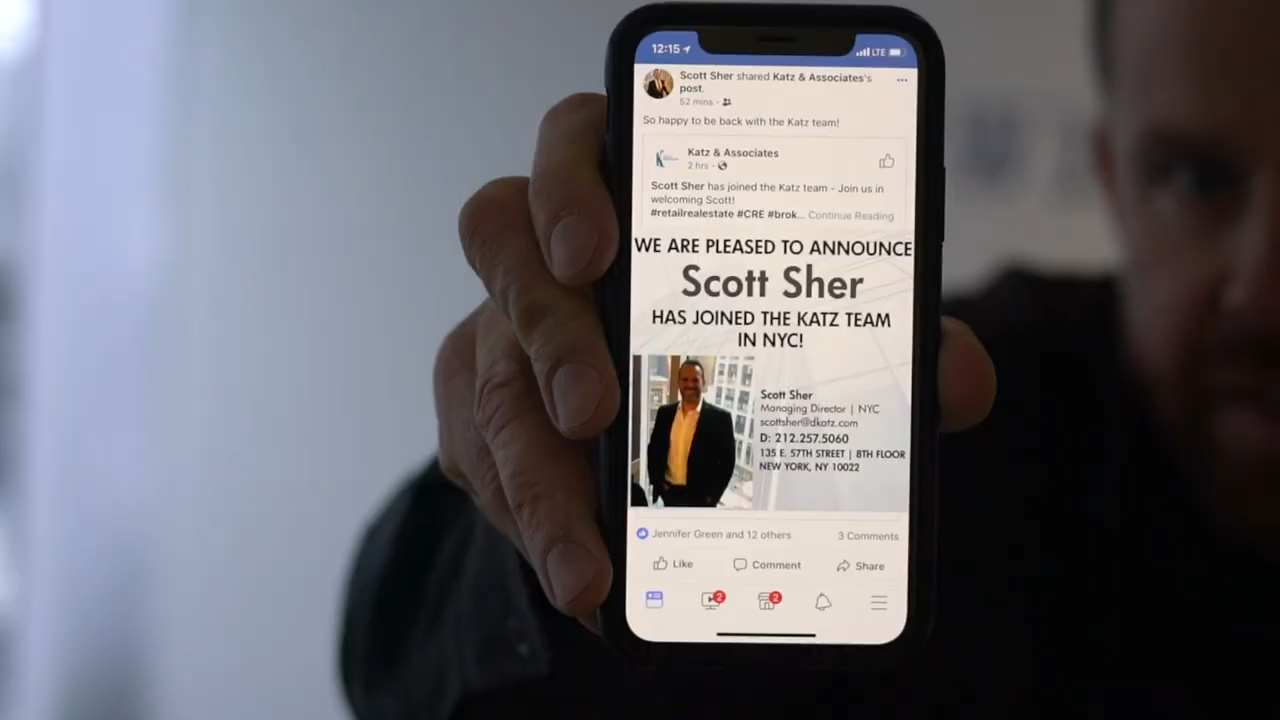 12:15
LTE
Scott Sher shared Katz & Associates's
post.
52 mins ·
So happy to be back with the Katz team!
Katz & Associates
2 hrs ·
Scott Sher has joined the Katz team - Join us in
welcoming Scott!
#retailrealestate #CRE #brok... Continue Reading
WE ARE PLEASED TO ANNOUNCE
Scott Sher
HAS JOINED THE KATZ TEAM
IN NYC!
Scott Sher
Managing Director | NYC
scottsher@dkatz.com
D: 212.257.5060
135 E. 57TH STREET | 8TH FLOOR
NEW YORK, NY 10022
Jennifer Green and 12 others
3 Comments
Like
Comment
Share
2
2